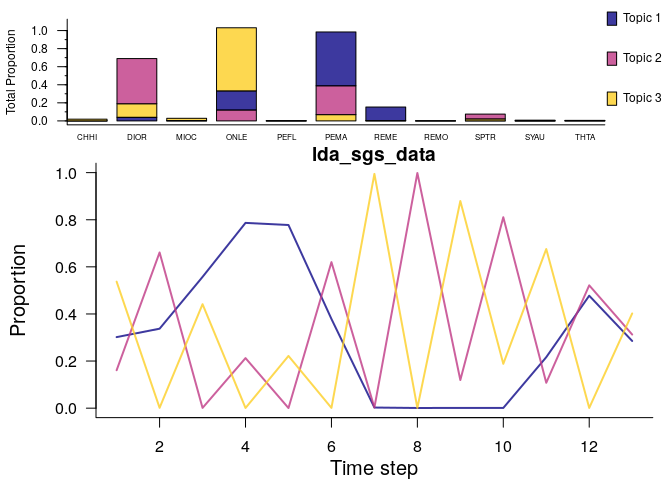 Total Proportion
1.0
0.8
0.6
0.4
0.2
0.0
CHHI DIOR MIOC ONLE PEFL PEMA REME REMO SPTR SYAU THTA
Topic 1
Topic 2
Topic 3
lda_sgs_data
Proportion
1.0
0.8
0.6
0.4
0.2
0.0
2 4 6 8 10 12
Time step